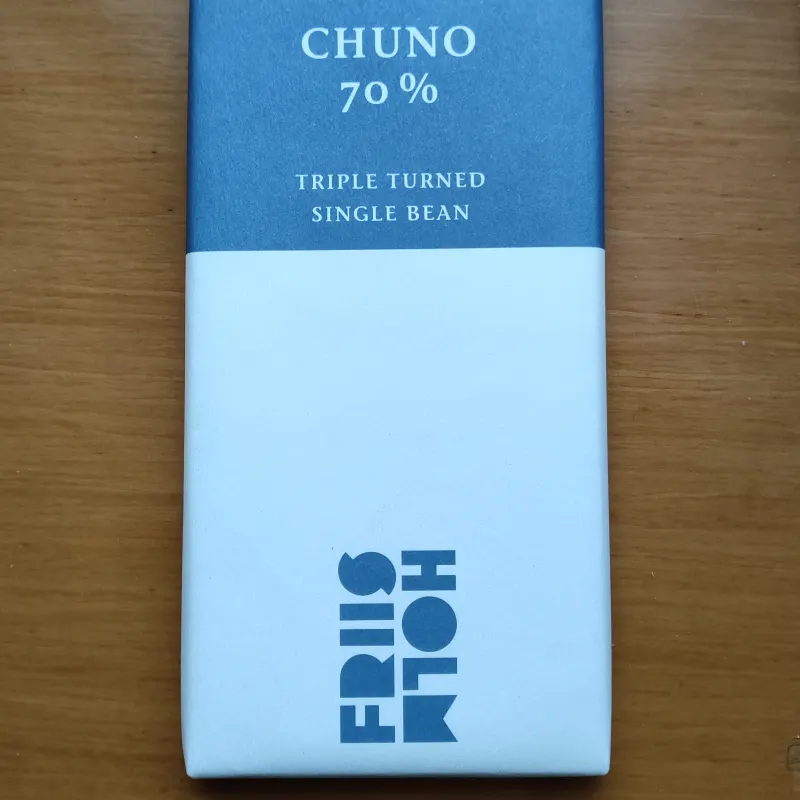 CHUNO
70 %
TRIPLE TURNED
SINGLE BEAN
FRIIS
HOLM